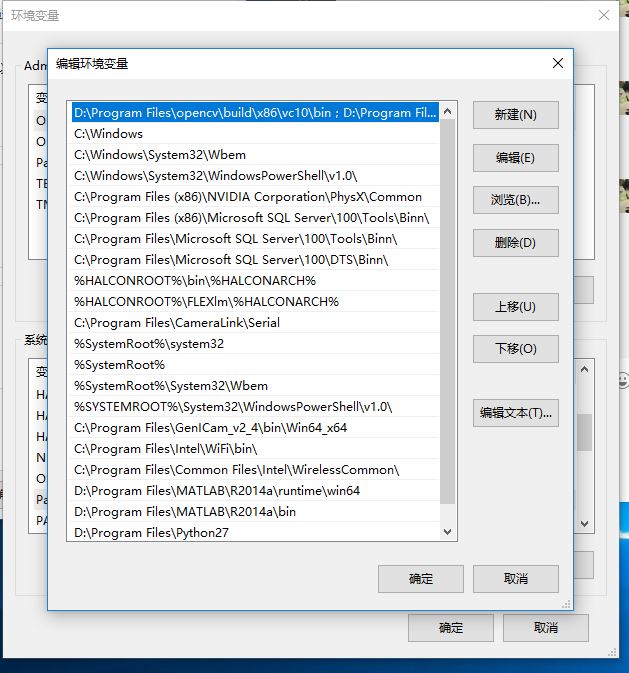 环境变量
编辑环境变量
D:\Program Files\opencv\build\x86\vc10\bin；D:\Program Fil...
C:\Windows
C:\Windows\System32\Wbem
C:\Windows\System32\WindowsPowerShell\v1.0\
C:\Program Files (x86)\NVIDIA Corporation\PhysX\Common
C:\Program Files (x86)\Microsoft SQL Server\100\Tools\Binn\
C:\Program Files\Microsoft SQL Server\100\Tools\Binn\
C:\Program Files\Microsoft SQL Server\100\DTS\Binn\
%HALCONROOT%\bin\%HALCONARCH%
%HALCONROOT%\FLEXlm\%HALCONARCH%
C:\Program Files\CameraLink\Serial
%SystemRoot%\system32
%SystemRoot%
%SystemRoot%\System32\Wbem
%SYSTEMROOT%\System32\WindowsPowerShell\v1.0\
C:\Program Files\GenICam_v2_4\bin\Win64_x64
C:\Program Files\Intel\WiFi\bin\
C:\Program Files\Common Files\Intel\WirelessCommon\
D:\Program Files\MATLAB\R2014a\runtime\win64
D:\Program Files\MATLAB\R2014a\bin
D:\Program Files\Python27
新建(N)
编辑(E)
浏览(B)...
删除(D)
上移(U)
下移(O)
编辑文本(T)...
确定
取消
Adm
变
O
O
Pa
TE
TM
系统
变
HA
HA
HA
N
O
Pa
PA
确定
取消